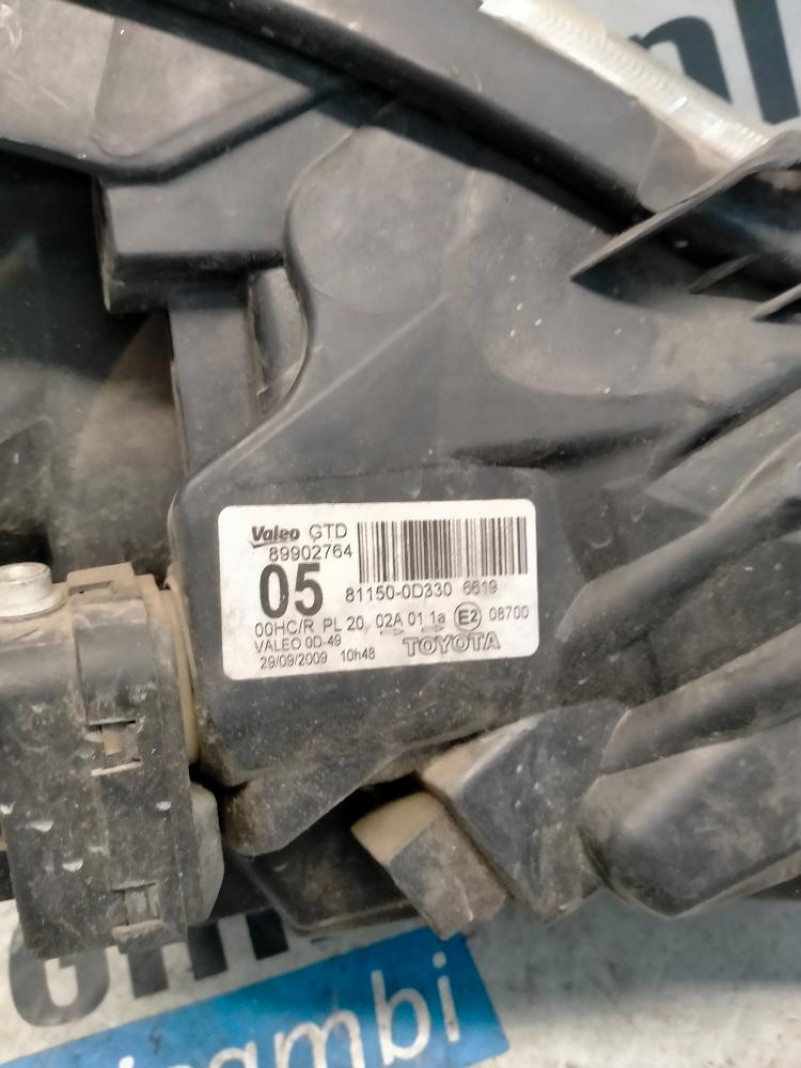 Valeo GTD
89902764
05
81150-0D330 6619
00HC/R PL 20 02A 01 1a E2 08700
VALEO 0D-49 TOYOTA
29/09/2009 10h48